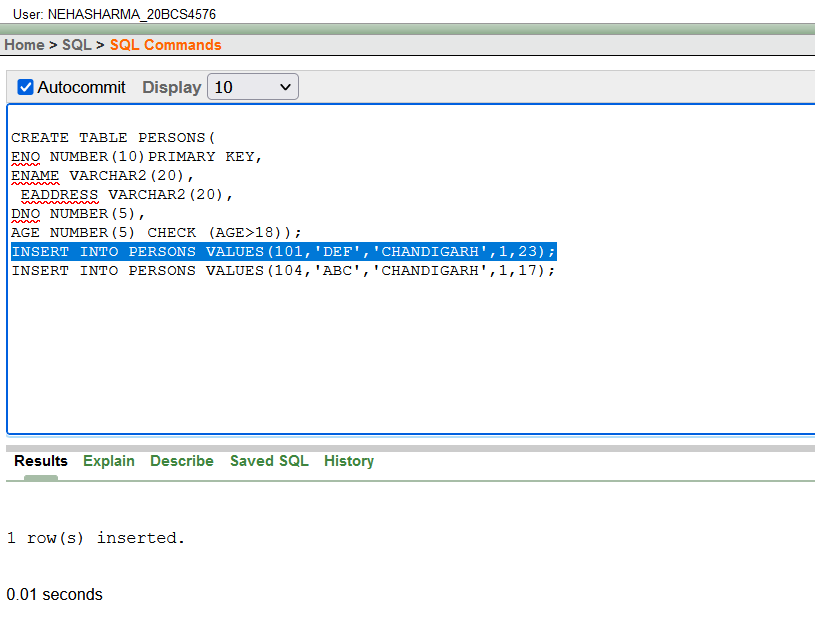 User: NEHASHARMA_20BCS4576
Home > SQL > SQL Commands
Autocommit Display 10
CREATE TABLE PERSONS(
ENO NUMBER(10)PRIMARY KEY,
ENAME VARCHAR2(20),
EADDRESS VARCHAR2(20),
DNO NUMBER(5),
AGE NUMBER(5) CHECK (AGE>18));
INSERT INTO PERSONS VALUES(101,'DEF','CHANDIGARH',1,23);
INSERT INTO PERSONS VALUES(104,'ABC','CHANDIGARH',1,17);
Results Explain Describe Saved SQL History
1 row(s) inserted.
0.01 seconds